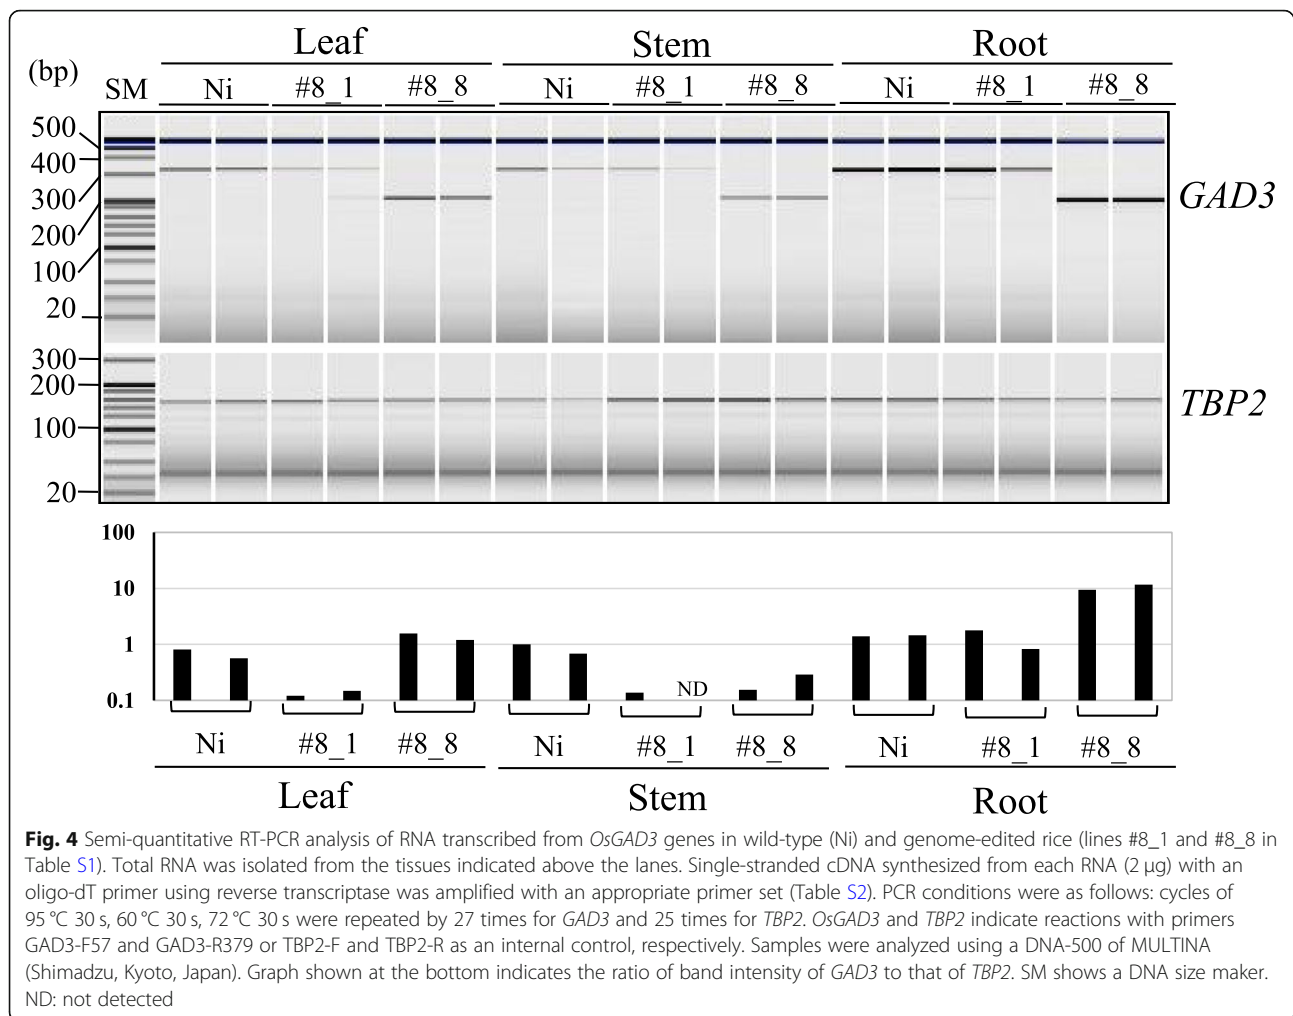 Leaf Stem Root
(bp) SM Ni #8_1 #8_8 Ni #8_1 #8_8 Ni #8_1 #8_8
500
400
300
200
100
20
GAD3
300
200
100
20
TBP2
100
10
1
0.1
ND
Ni #8_1 #8_8 Ni #8_1 #8_8 Ni #8_1 #8_8
Leaf Stem Root
Fig. 4 Semi-quantitative RT-PCR analysis of RNA transcribed from OsGAD3 genes in wild-type (Ni) and genome-edited rice (lines #8_1 and #8_8 in
Table S1). Total RNA was isolated from the tissues indicated above the lanes. Single-stranded cDNA synthesized from each RNA (2 μg) with an
oligo-dT primer using reverse transcriptase was amplified with an appropriate primer set (Table S2). PCR conditions were as follows: cycles of
95 °C 30 s, 60 °C 30 s, 72 °C 30 s were repeated by 27 times for GAD3 and 25 times for TBP2. OsGAD3 and TBP2 indicate reactions with primers
GAD3-F57 and GAD3-R379 or TBP2-F and TBP2-R as an internal control, respectively. Samples were analyzed using a DNA-500 of MULTINA
(Shimadzu, Kyoto, Japan). Graph shown at the bottom indicates the ratio of band intensity of GAD3 to that of TBP2. SM shows a DNA size maker.
ND: not detected